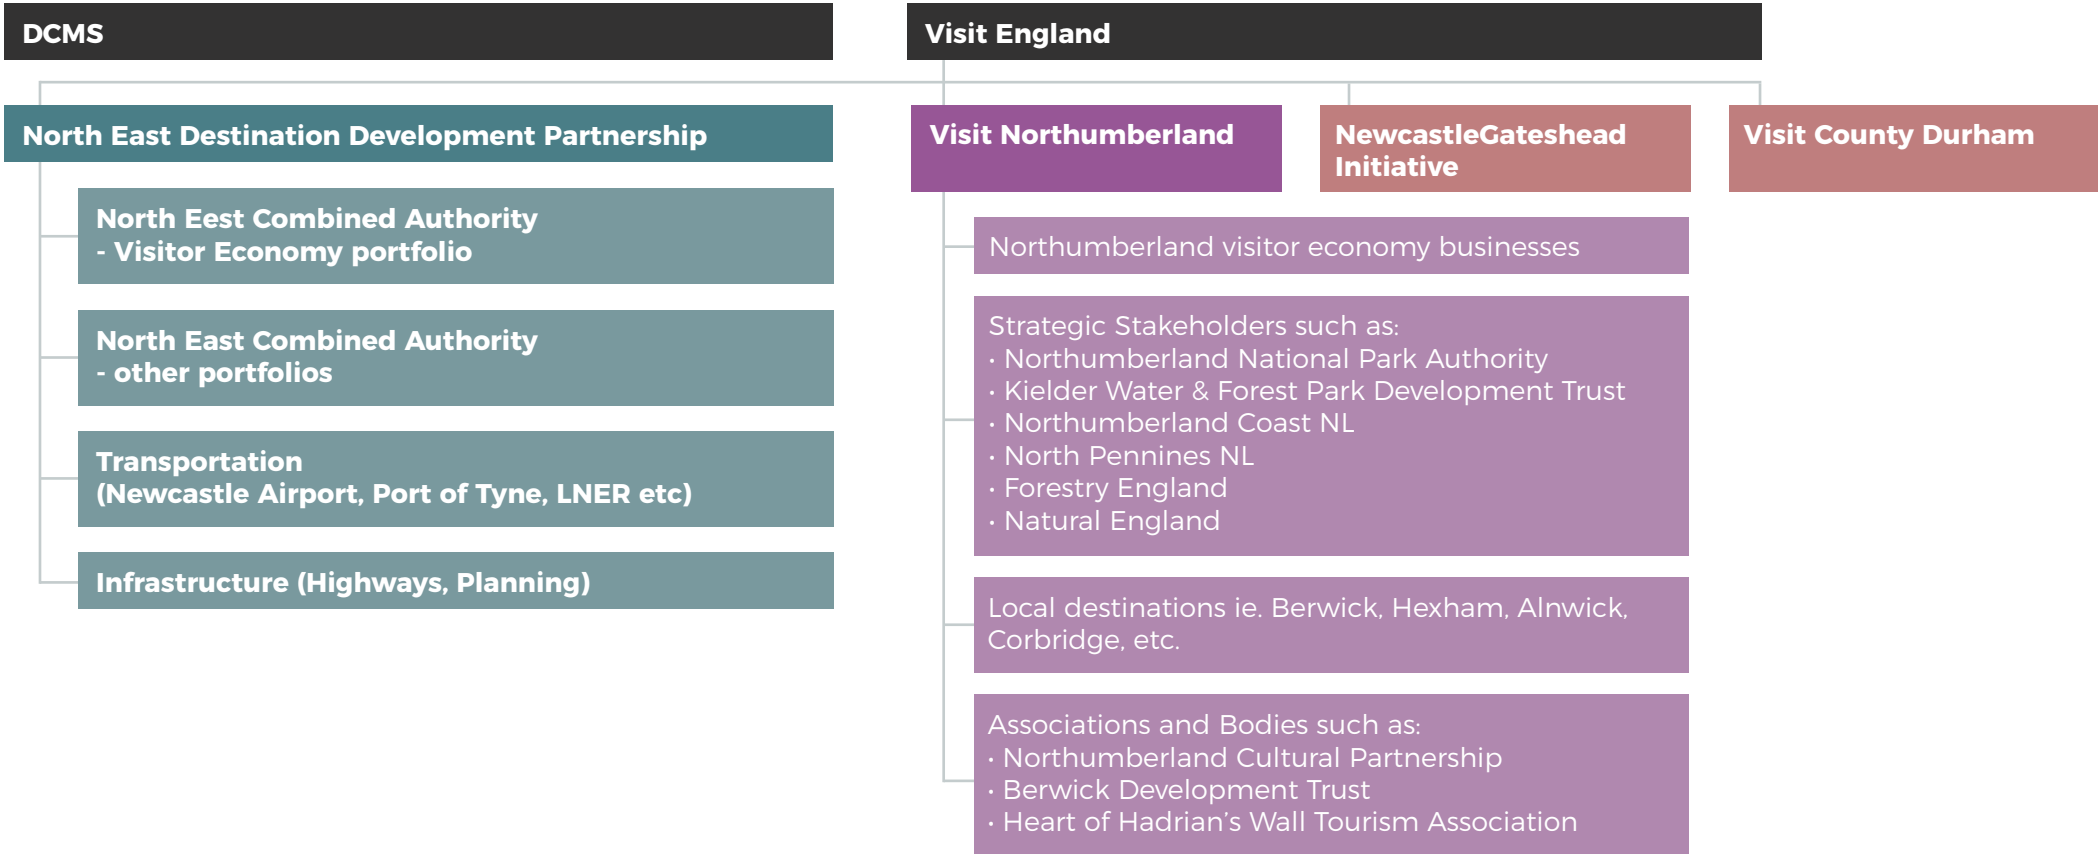 DCMS
Visit England
North East Destination Development Partnership
Visit Northumberland
NewcastleGateshead
Initiative
Visit County Durham
North Eest Combined Authority
- Visitor Economy portfolio
North East Combined Authority
- other portfolios
Transportation
(Newcastle Airport, Port of Tyne, LNER etc)
Infrastructure (Highways, Planning)
Northumberland visitor economy businesses
Strategic Stakeholders such as:
• Northumberland National Park Authority
• Kielder Water & Forest Park Development Trust
• Northumberland Coast NL
• North Pennines NL
• Forestry England
• Natural England
Local destinations ie. Berwick, Hexham, Alnwick,
Corbridge, etc.
Associations and Bodies such as:
• Northumberland Cultural Partnership
• Berwick Development Trust
• Heart of Hadrian’s Wall Tourism Association